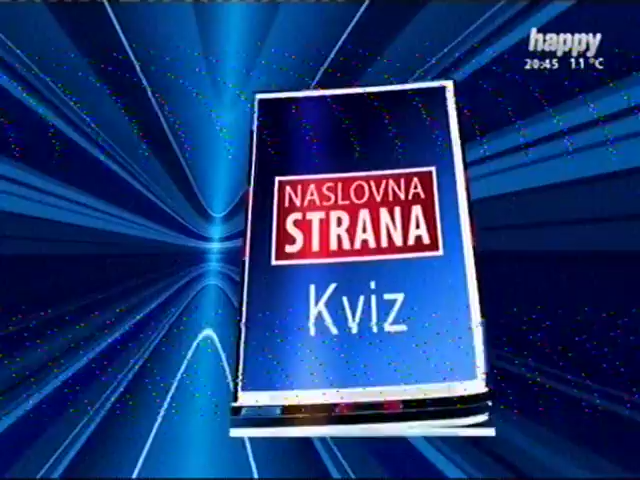 happy
20:45 11°C
NASLOVNA
STRANA
Kviz